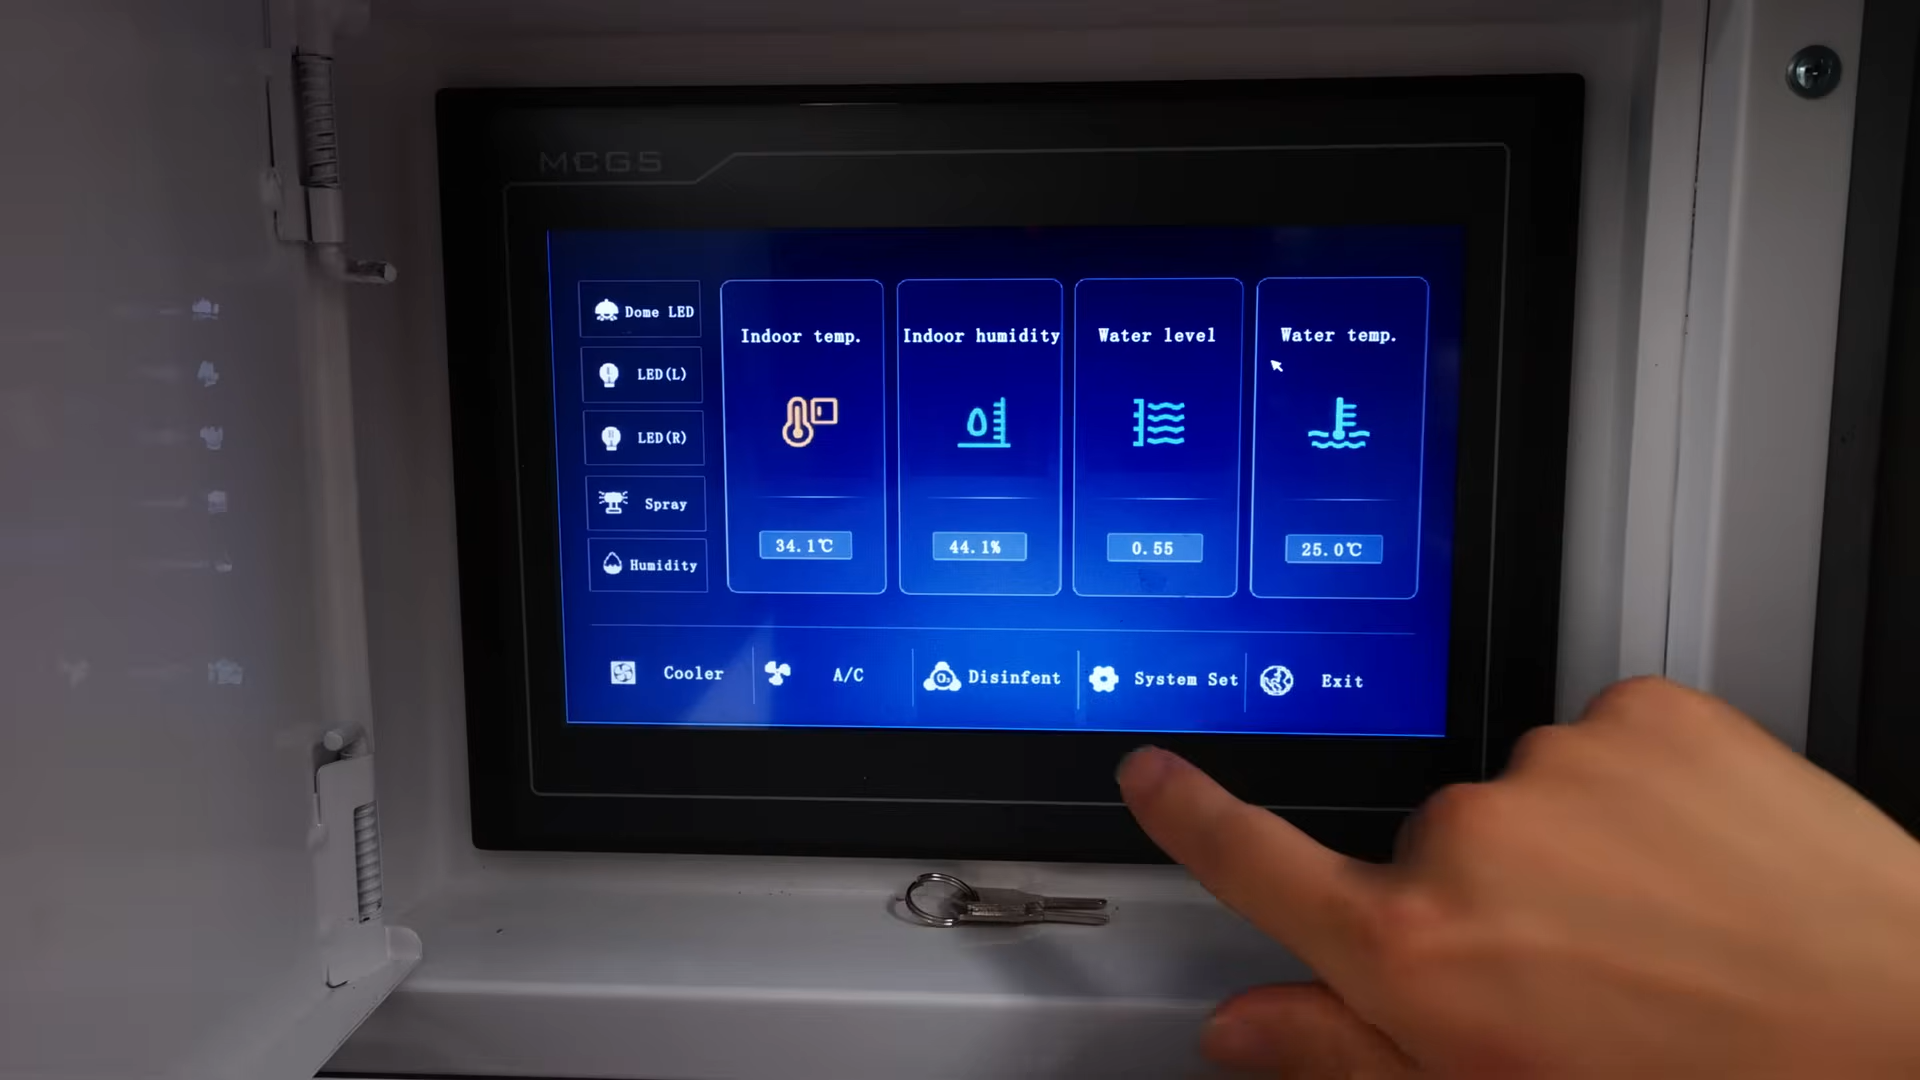 MCGS
Dome LED
LED(L)
LED(R)
Spray
Humidity
Indoor temp.
34.1℃
Indoor humidity
44.1%
Water level
0.55
Water temp.
25.0℃
Cooler
A/C
Disinfent
System Set
Exit